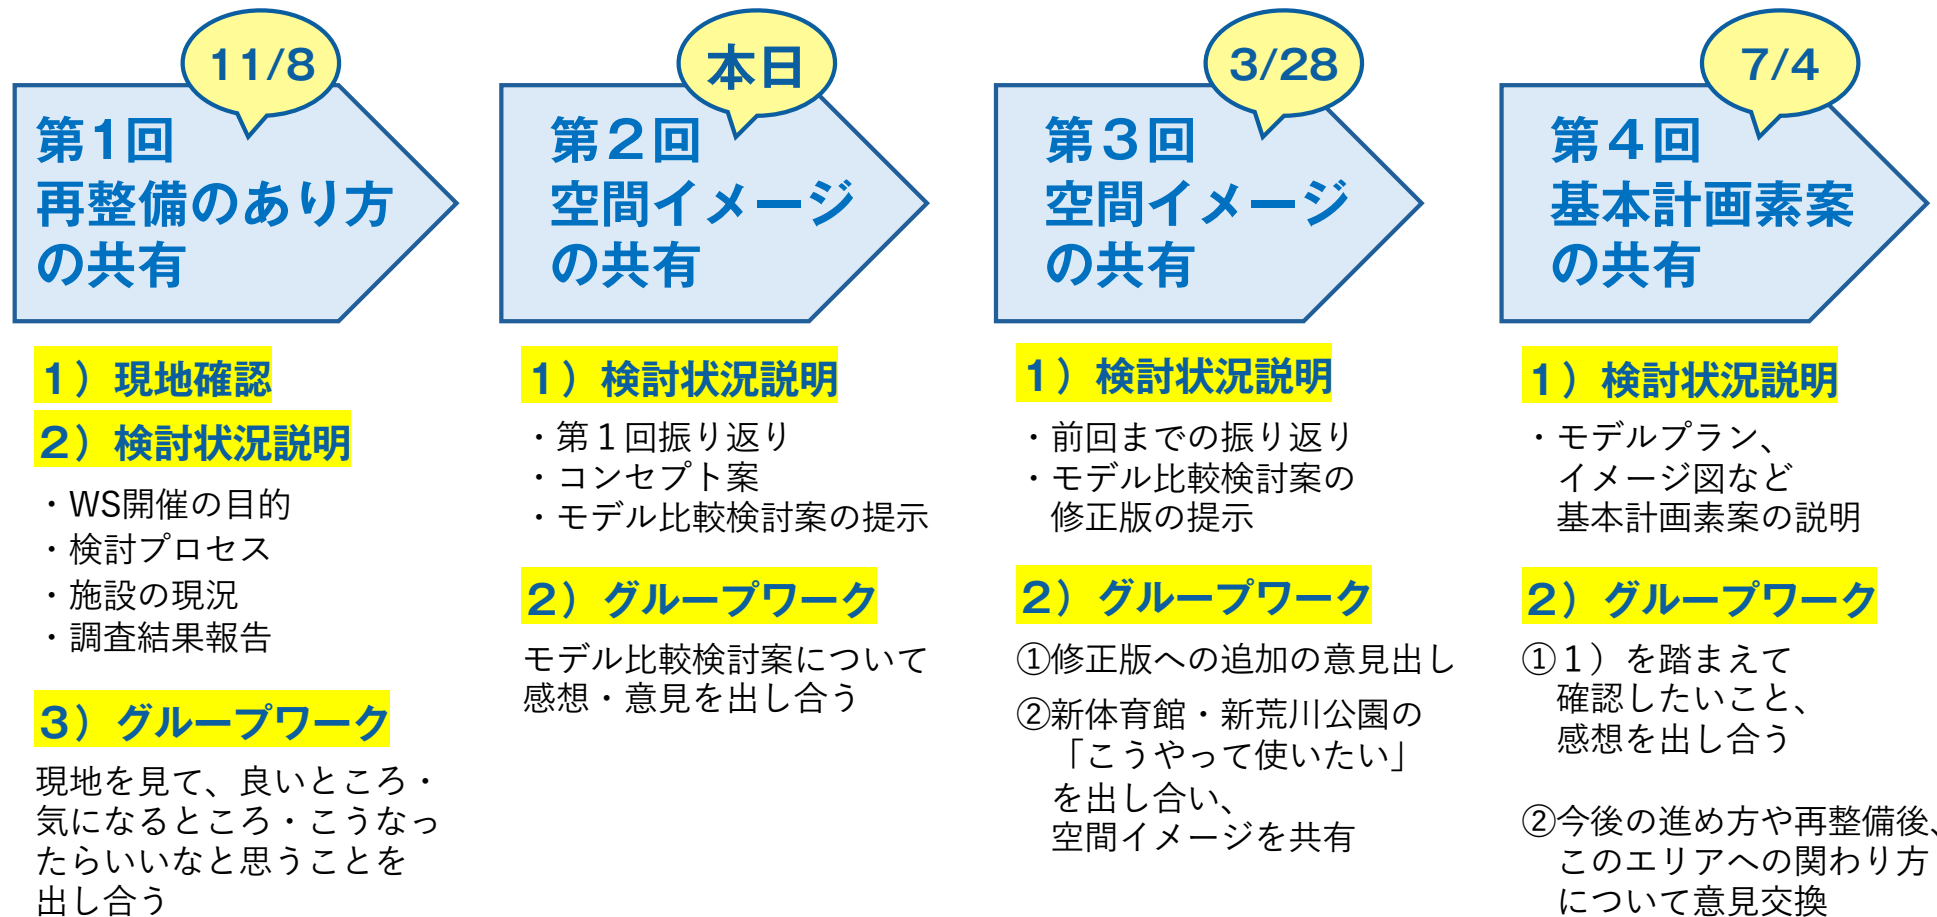 11/8
第1回
再整備のあり方
の共有
1）現地確認
2）検討状況説明
・WS開催の目的
・検討プロセス
・施設の現況
・調査結果報告
3）グループワーク
現地を見て、良いところ・
気になるところ・こうなっ
たらいいなと思うことを
出し合う
本日
第２回
空間イメージ
の共有
1）検討状況説明
・第１回振り返り
・コンセプト案
・モデル比較検討案の提示
2）グループワーク
モデル比較検討案について
感想・意見を出し合う
3/28
第３回
空間イメージ
の共有
1）検討状況説明
・前回までの振り返り
・モデル比較検討案の
修正版の提示
2）グループワーク
①修正版への追加の意見出し
②新体育館・新荒川公園の
「こうやって使いたい」
を出し合い、
空間イメージを共有
7/4
第４回
基本計画素案
の共有
1）検討状況説明
・モデルプラン、
イメージ図など
基本計画素案の説明
2）グループワーク
①１）を踏まえて
確認したいこと、
感想を出し合う
②今後の進め方や再整備後、
このエリアへの関わり方
について意見交換